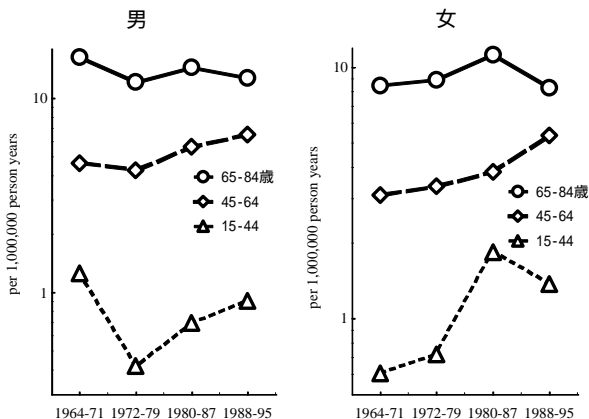 男
per 1,000,000 person years
10
1
65-84歳
45-64
15-44
1964-71 1972-79 1980-87 1988-95
女
per 1,000,000 person years
10
1
65-84歳
45-64
15-44
1964-71 1972-79 1980-87 1988-95